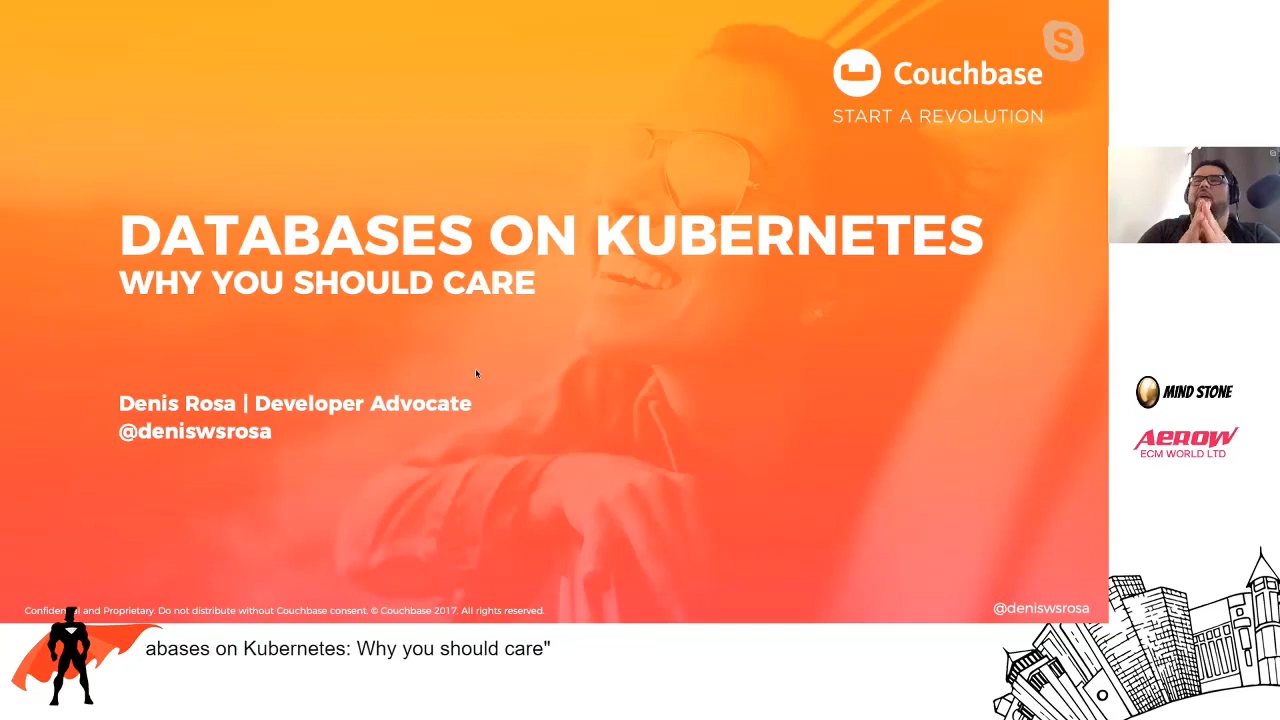 S
Couchbase
START A REVOLUTION
DATABASES ON KUBERNETES
WHY YOU SHOULD CARE
Denis Rosa | Developer Advocate
@deniswsrosa
MIND STONE
AEROW
ECM WORLD LTD
Confidential and Proprietary. Do not distribute without Couchbase consent. © Couchbase 2017. All rights reserved.
@deniswsrosa
abases on Kubernetes: Why you should care"